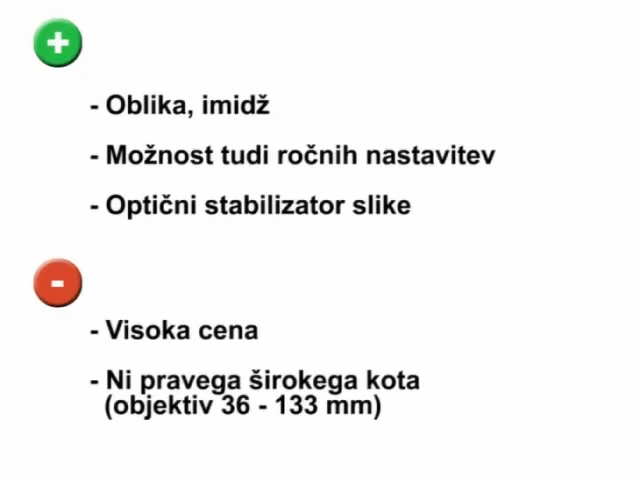 +
- Oblika, imidž
- Možnost tudi ročnih nastavitev
- Optični stabilizator slike
-
- Visoka cena
- Ni pravega širokega kota
(objektiv 36 - 133 mm)